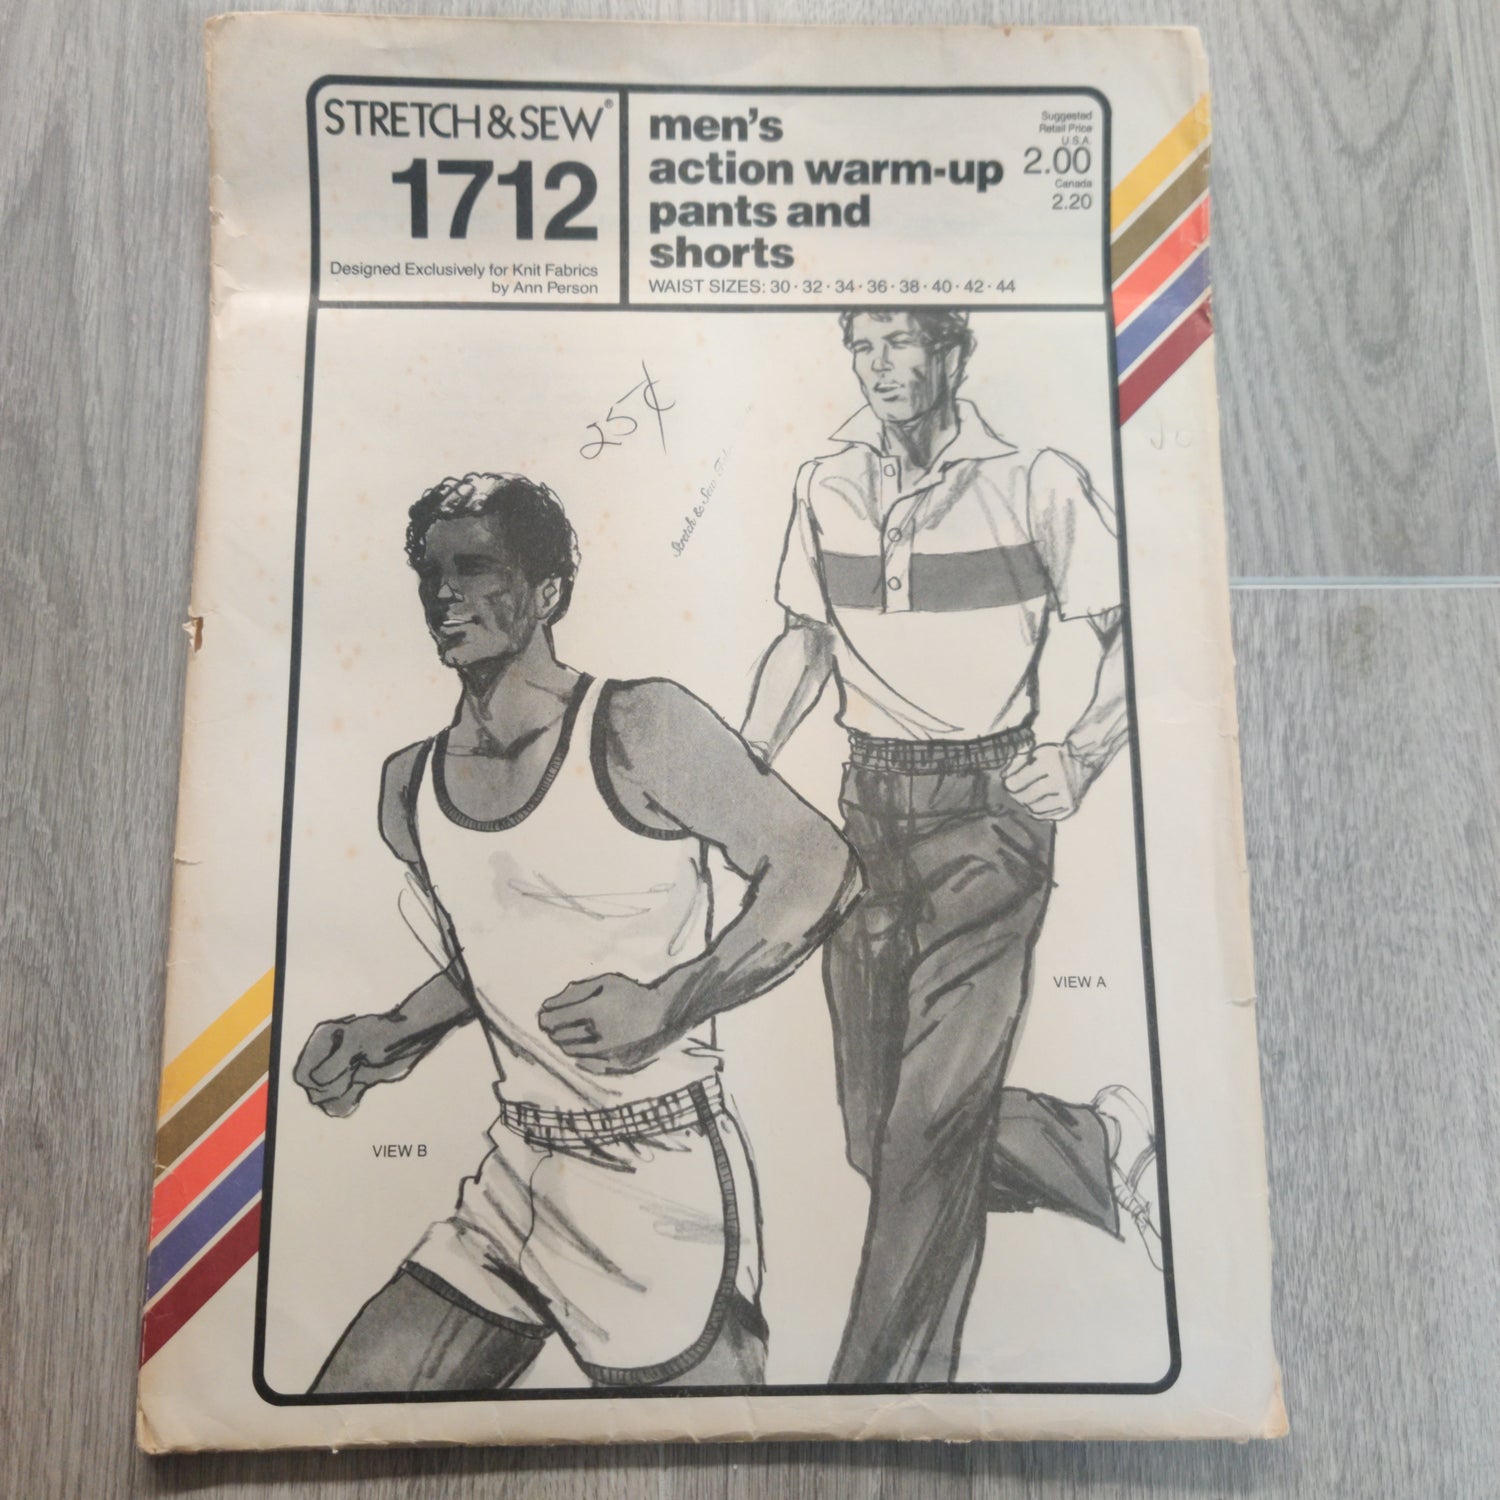 STRETCH & SEW®
1712
Designed Exclusively for Knit Fabrics
by Ann Person
men's
action warm-up
pants and
shorts
WAIST SIZES: 30 · 32 · 34 · 36 · 38 · 40 · 42 · 44
Suggested
Retail Price
U.S.A.
2.00
Canada
2.20
25¢
Stretch & Sew
VIEW A
VIEW B